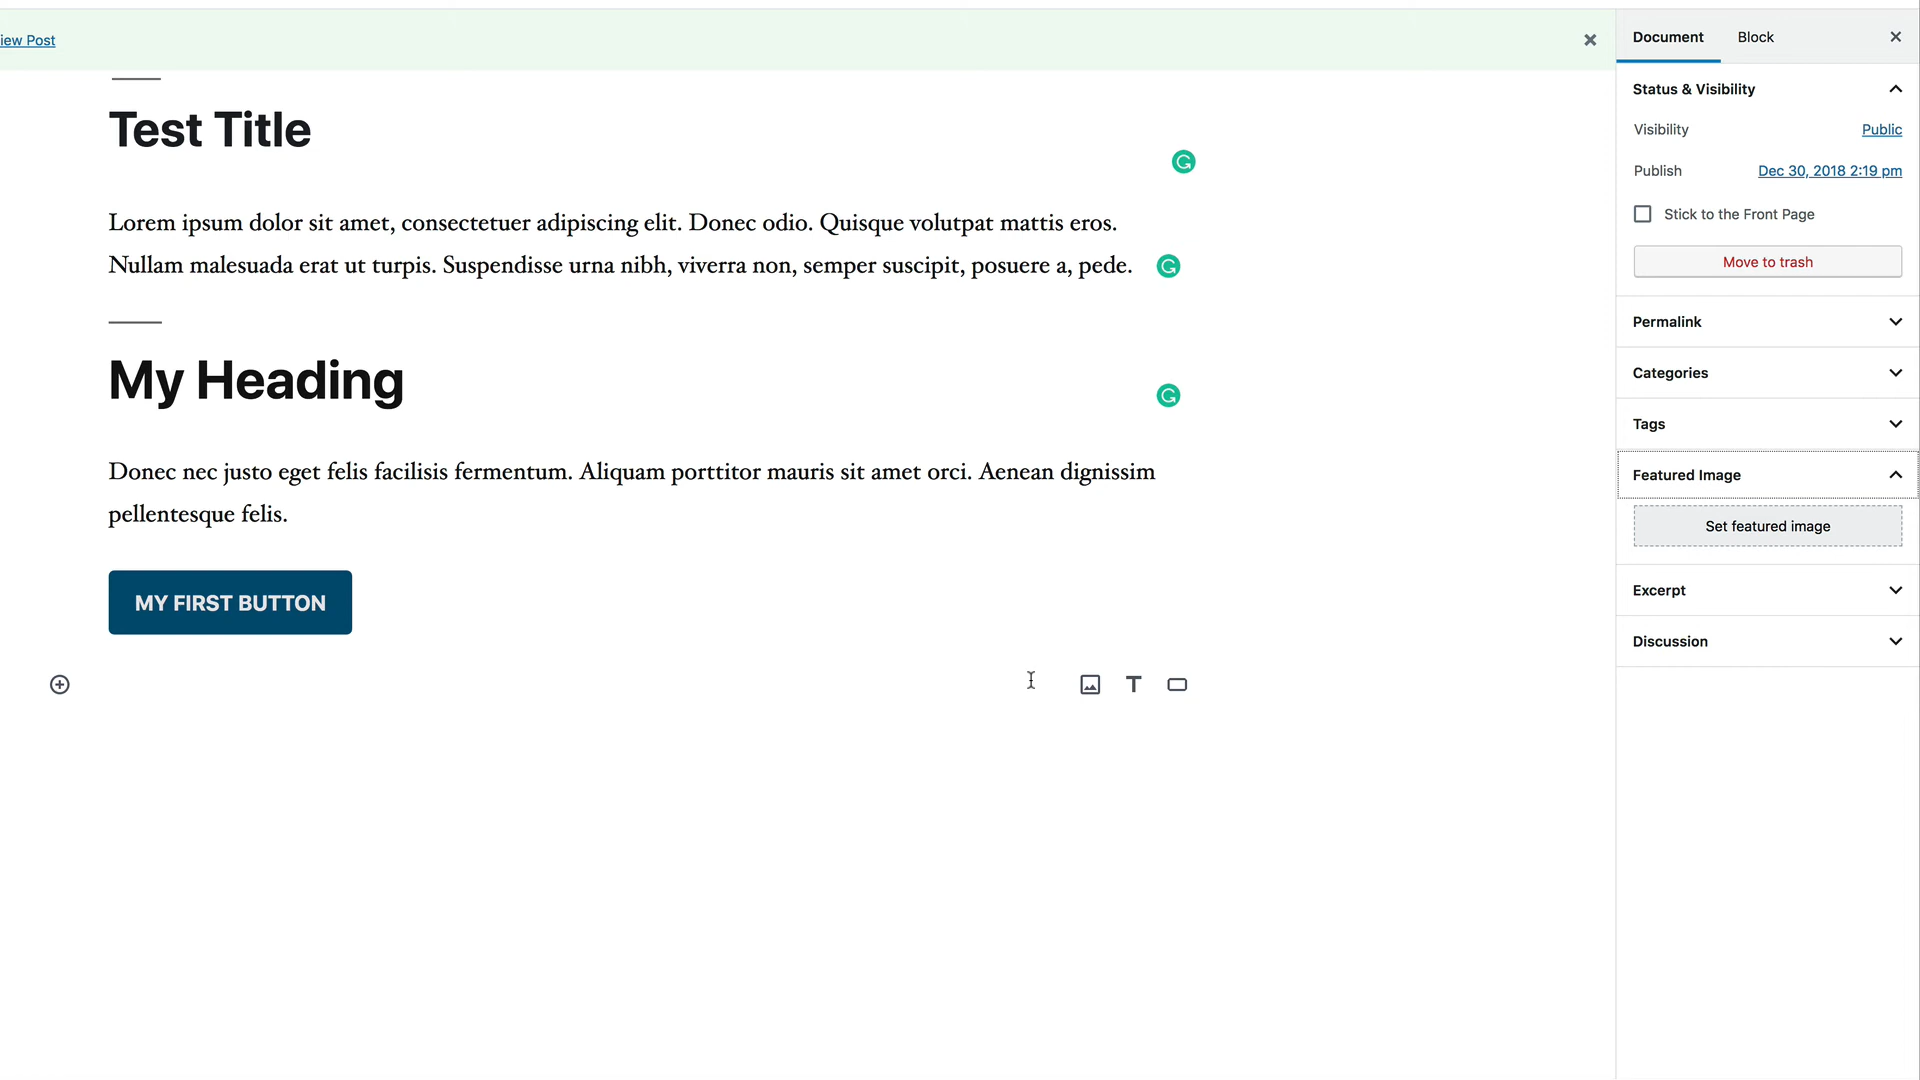 iew Post
Test Title
Lorem ipsum dolor sit amet, consectetuer adipiscing elit. Donec odio. Quisque volutpat mattis eros.
Nullam malesuada erat ut turpis. Suspendisse urna nibh, viverra non, semper suscipit, posuere a, pede.
My Heading
Donec nec justo eget felis facilisis fermentum. Aliquam porttitor mauris sit amet orci. Aenean dignissim
pellentesque felis.
MY FIRST BUTTON
Document Block
Status & Visibility
Visibility Public
Publish Dec 30, 2018 2:19 pm
Stick to the Front Page
Move to trash
Permalink
Categories
Tags
Featured Image
Set featured image
Excerpt
Discussion